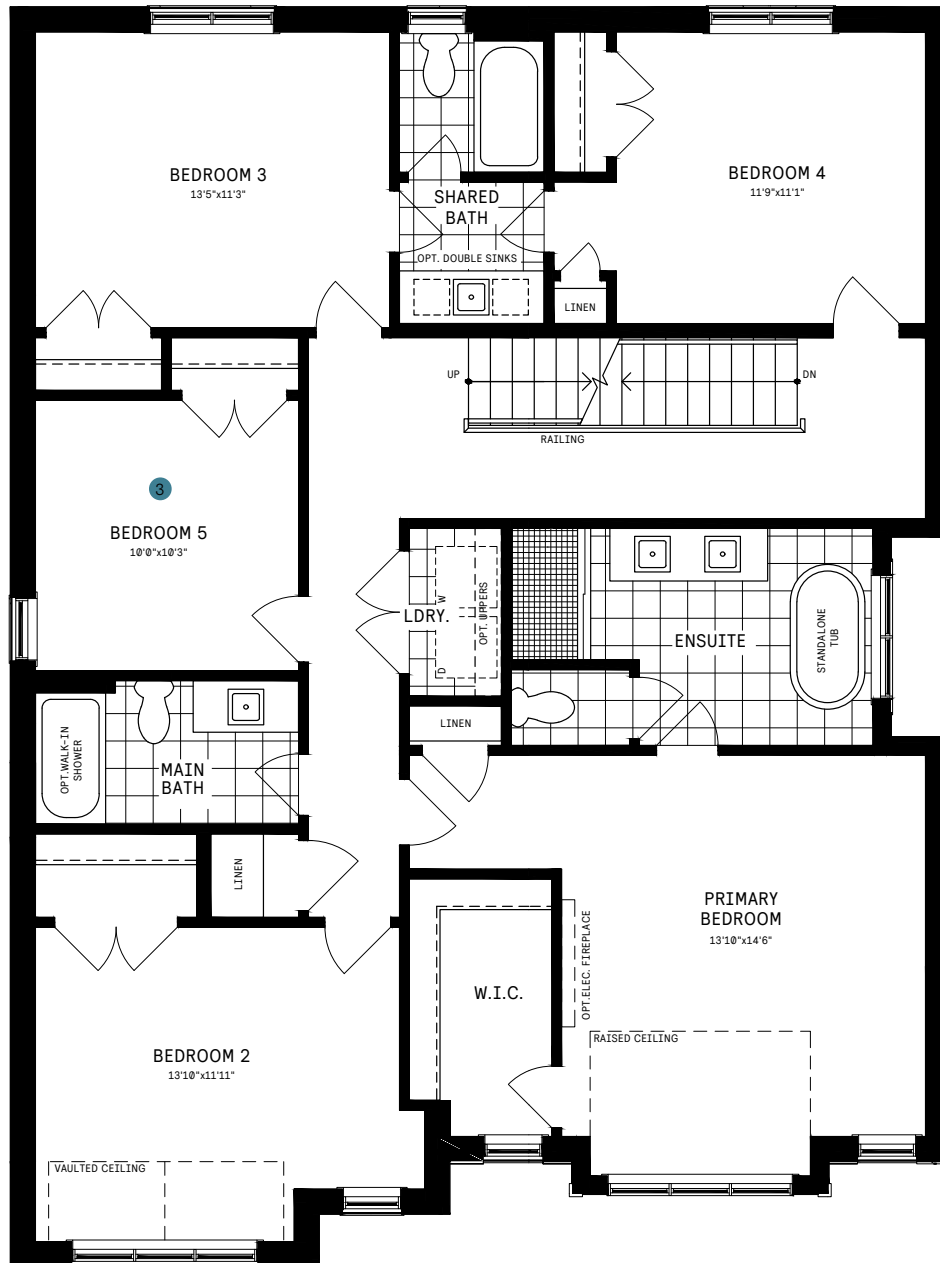 BEDROOM 3
13'5"x11'3"
BEDROOM 4
11'9"x11'1"
SHARED
BATH
OPT. DOUBLE SINKS
LINEN
UP
DN
RAILING
3
BEDROOM 5
10'0"x10'3"
LDRY.
W
D
OPT. UPPERS
ENSUITE
STANDALONE
TUB
LINEN
OPT.WALK-IN
SHOWER
MAIN
BATH
LINEN
PRIMARY
BEDROOM
13'10"x14'6"
OPT.ELEC. FIREPLACE
W.I.C.
RAISED CEILING
BEDROOM 2
13'10"x11'11"
VAULTED CEILING